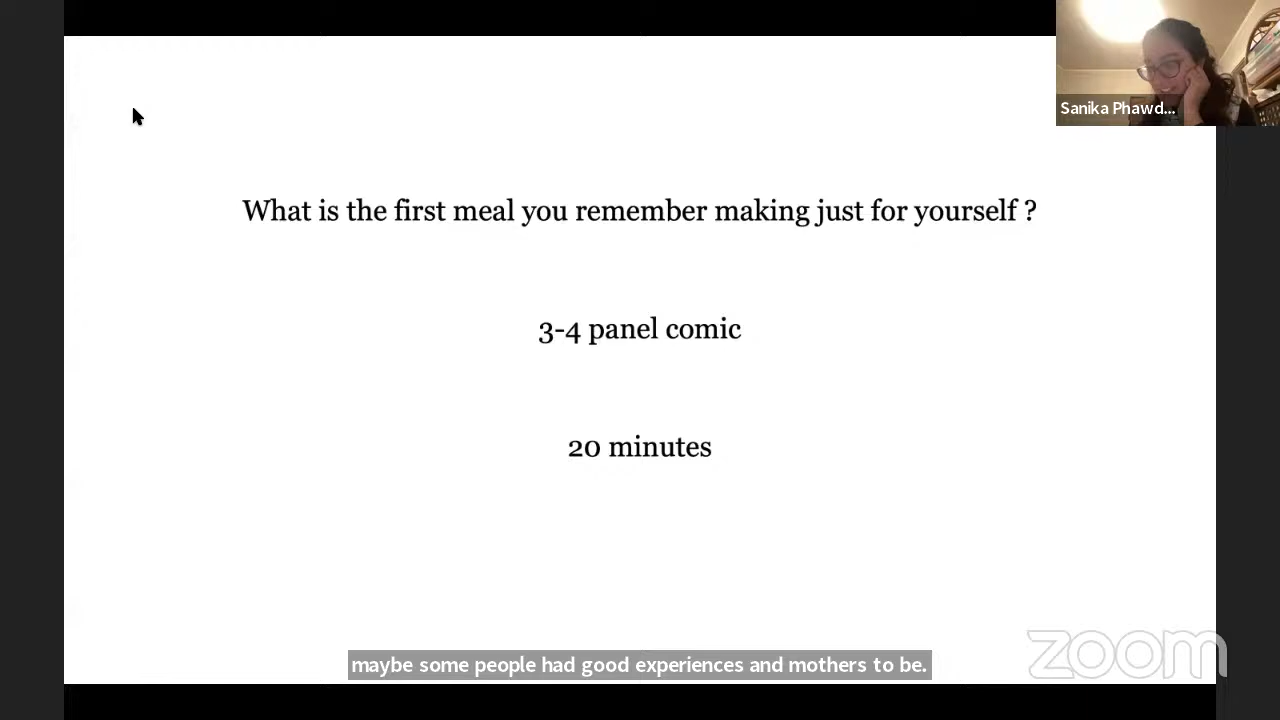 Sanika Phawd...
What is the first meal you remember making just for yourself ?
3-4 panel comic
20 minutes
zoom
maybe some people had good experiences and mothers to be.